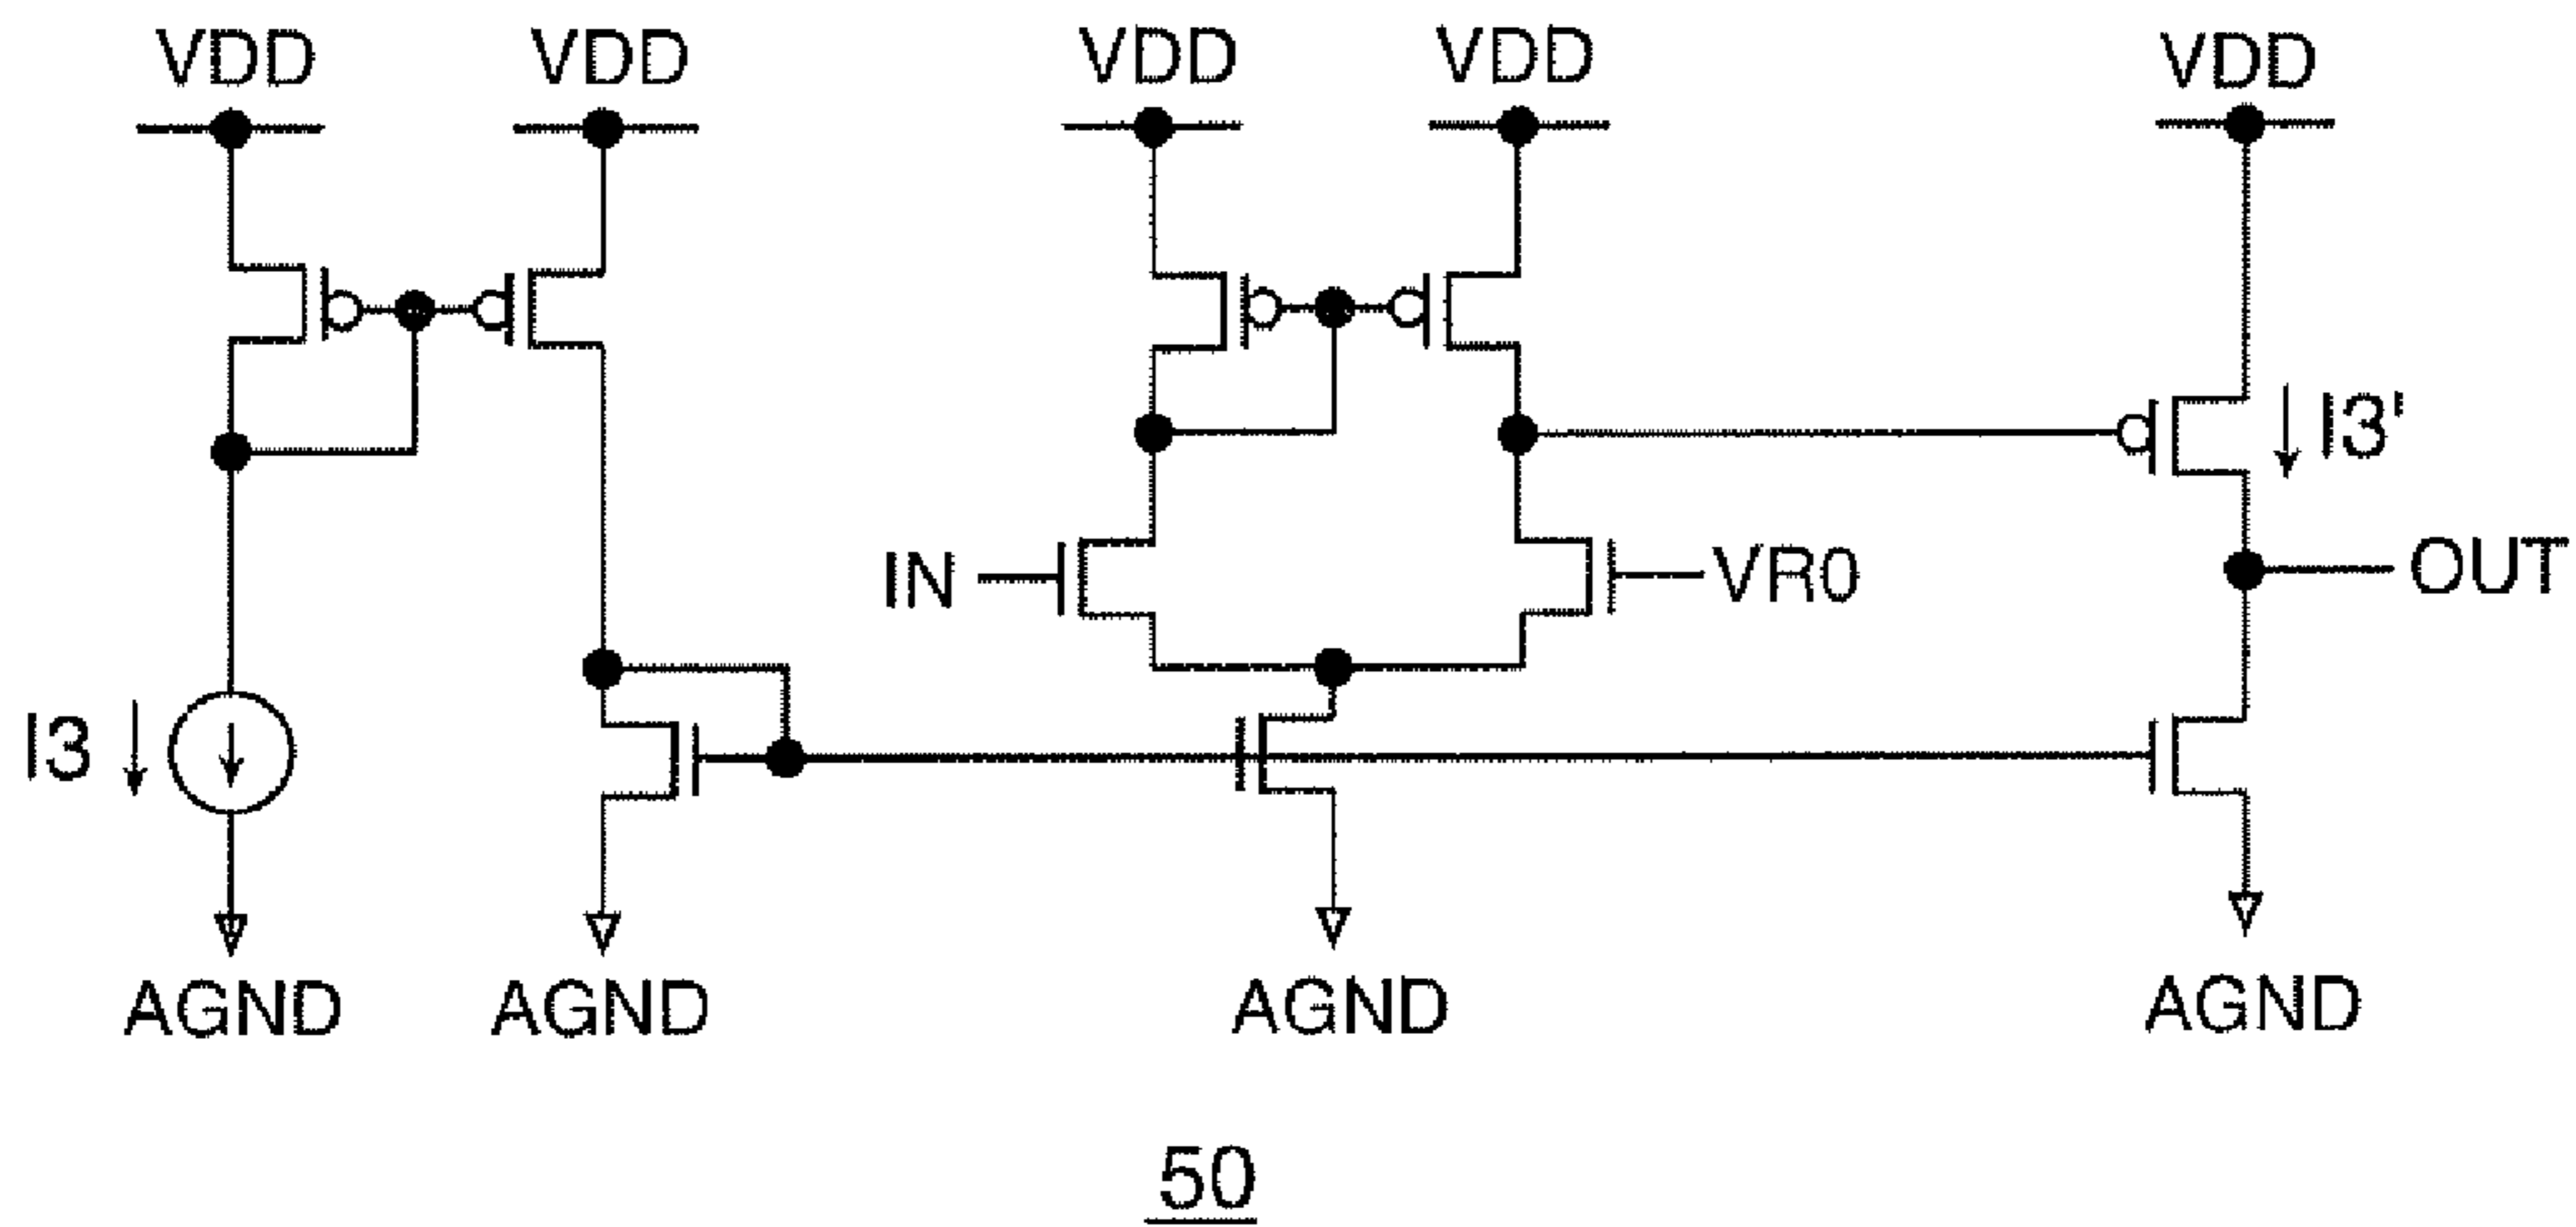 VDD VDD VDD VDD VDD
I3'
IN VR0 OUT
I3
AGND AGND AGND AGND
50